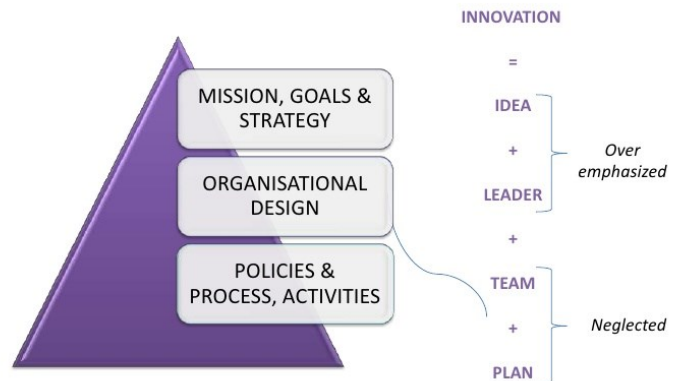 MISSION, GOALS &
STRATEGY
ORGANISATIONAL
DESIGN
POLICIES &
PROCESS, ACTIVITIES
INNOVATION
=
IDEA
+
LEADER
+
TEAM
+
PLAN
Over
emphasized
Neglected